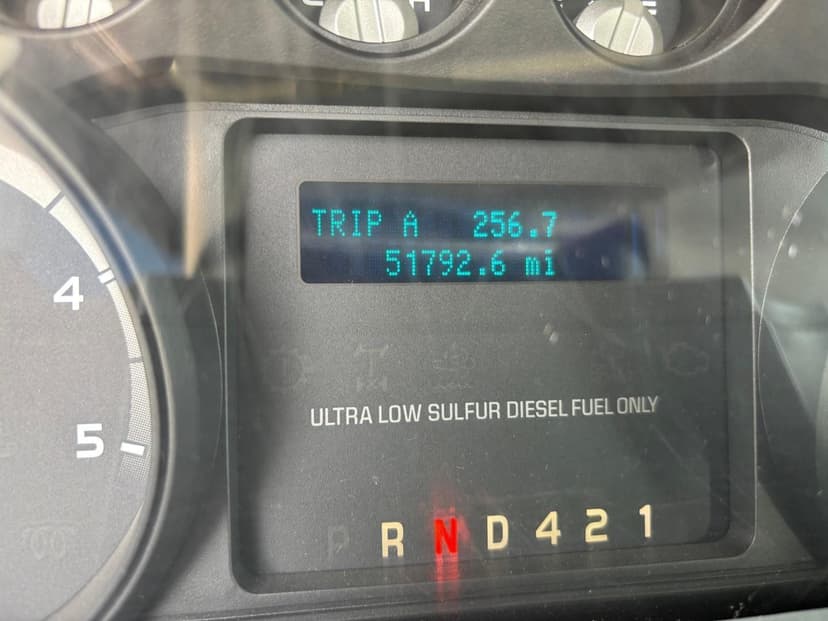 TRIP A 256.7
51792.6 mi
4
5
ULTRA LOW SULFUR DIESEL FUEL ONLY
P R N D 4 2 1